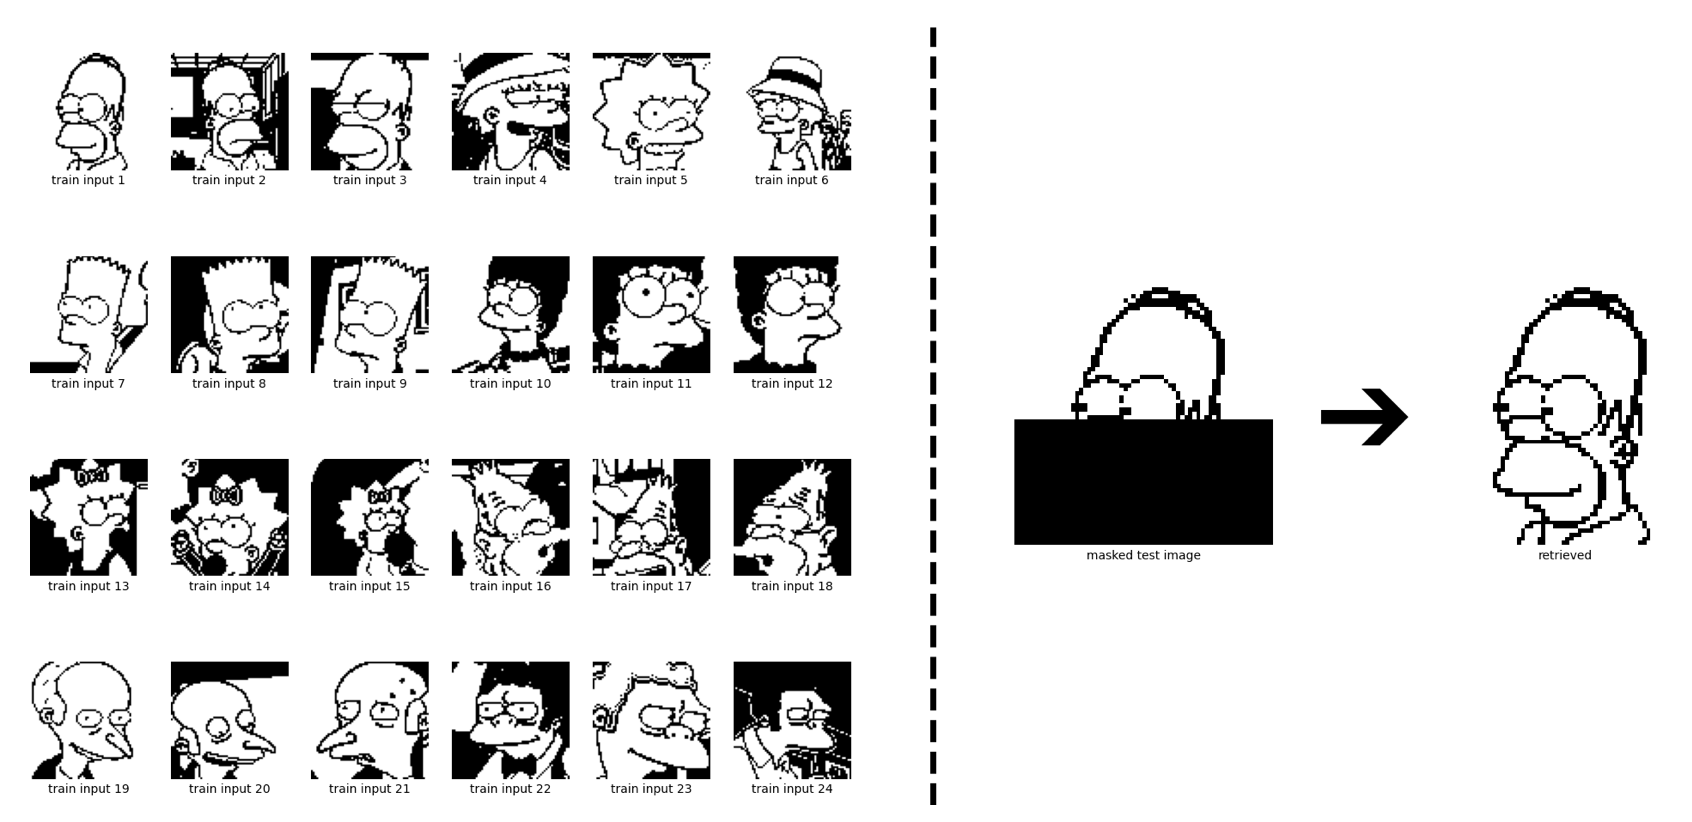 train input 1
train input 2
train input 3
train input 4
train input 5
train input 6
train input 7
train input 8
train input 9
train input 10
train input 11
train input 12
train input 13
train input 14
train input 15
train input 16
train input 17
train input 18
train input 19
train input 20
train input 21
train input 22
train input 23
train input 24
masked test image
retrieved